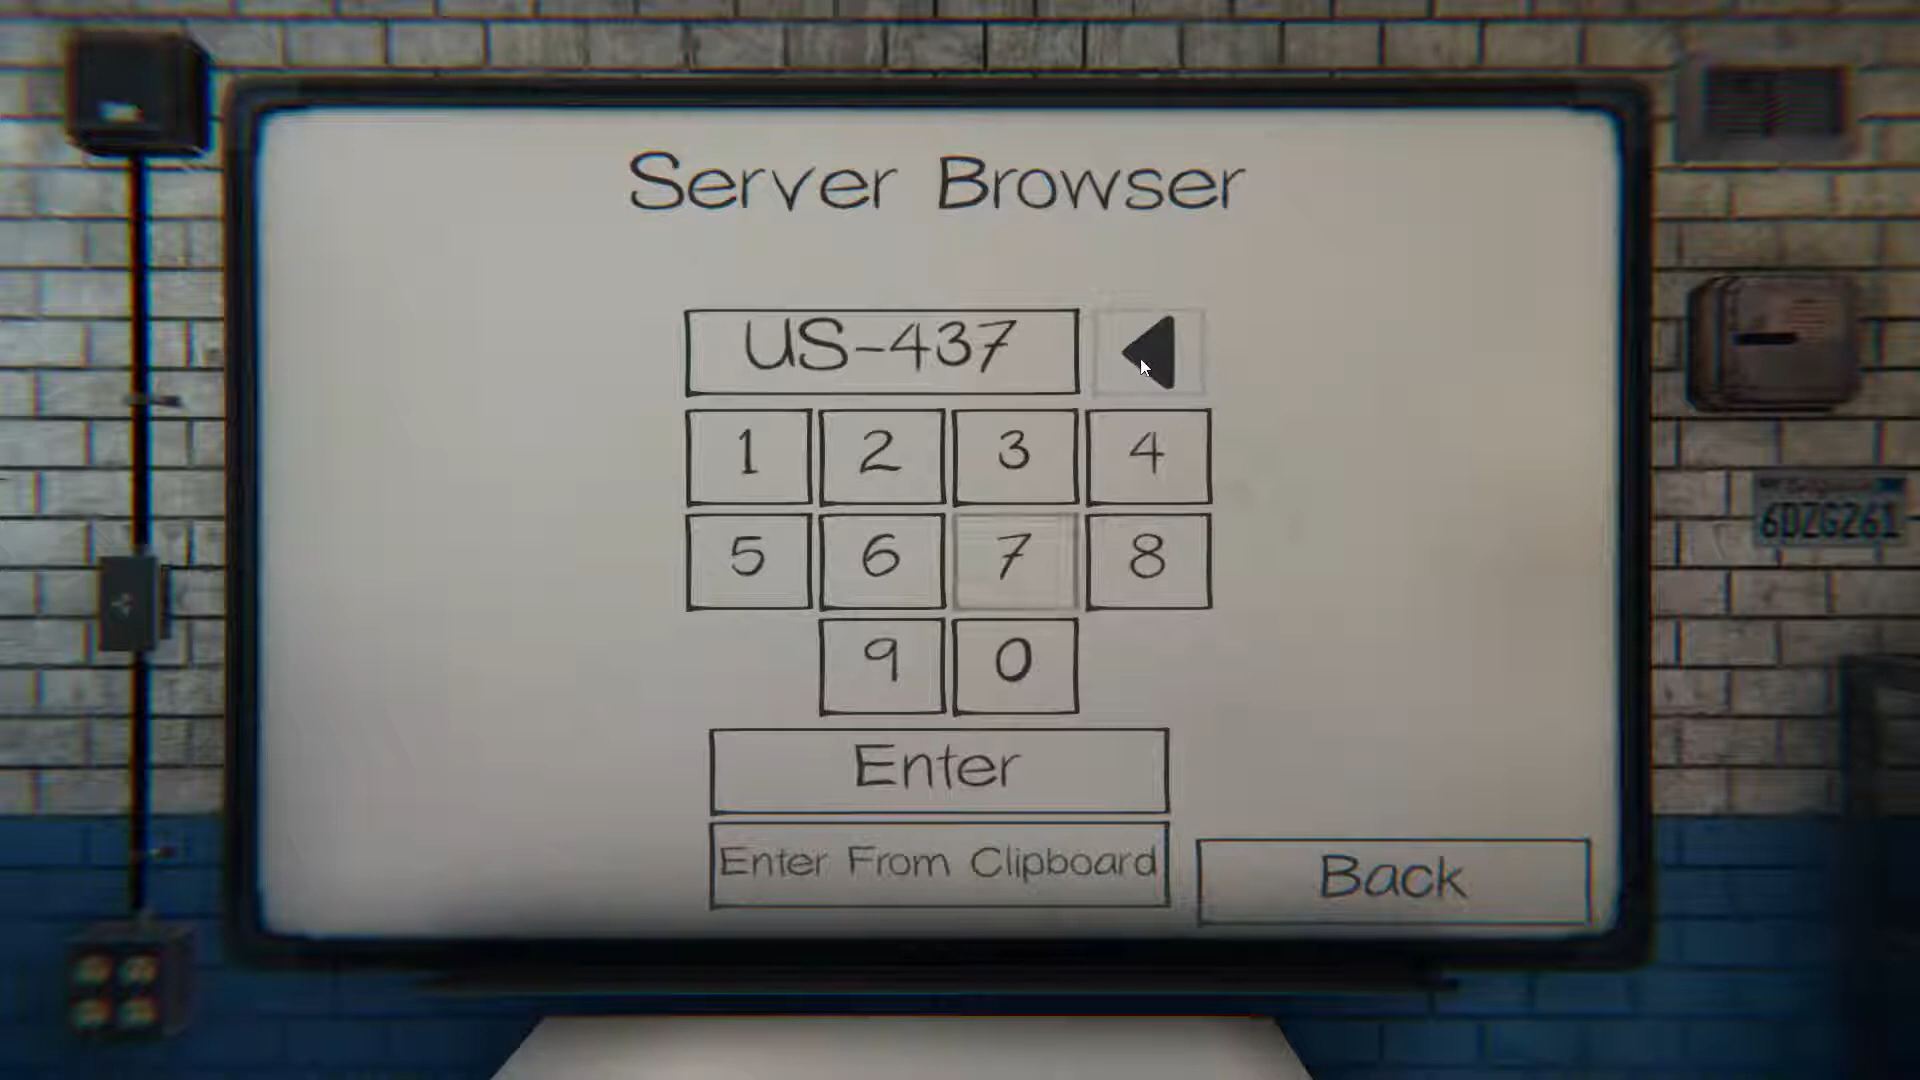 Server Browser
US-437
1 2 3 4
5 6 7 8
9 0
Enter
Enter From Clipboard
Back
6DZG261